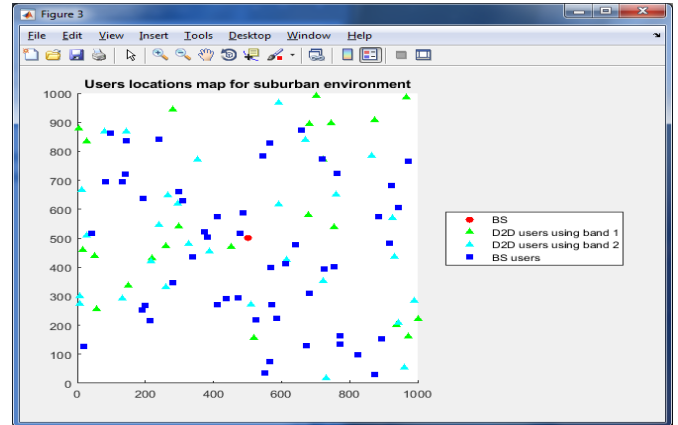 Figure 3
File Edit View Insert Tools Desktop Window Help
Users locations map for suburban environment
1000
900
800
700
600
500
400
300
200
100
0
0 200 400 600 800 1000
BS
D2D users using band 1
D2D users using band 2
BS users